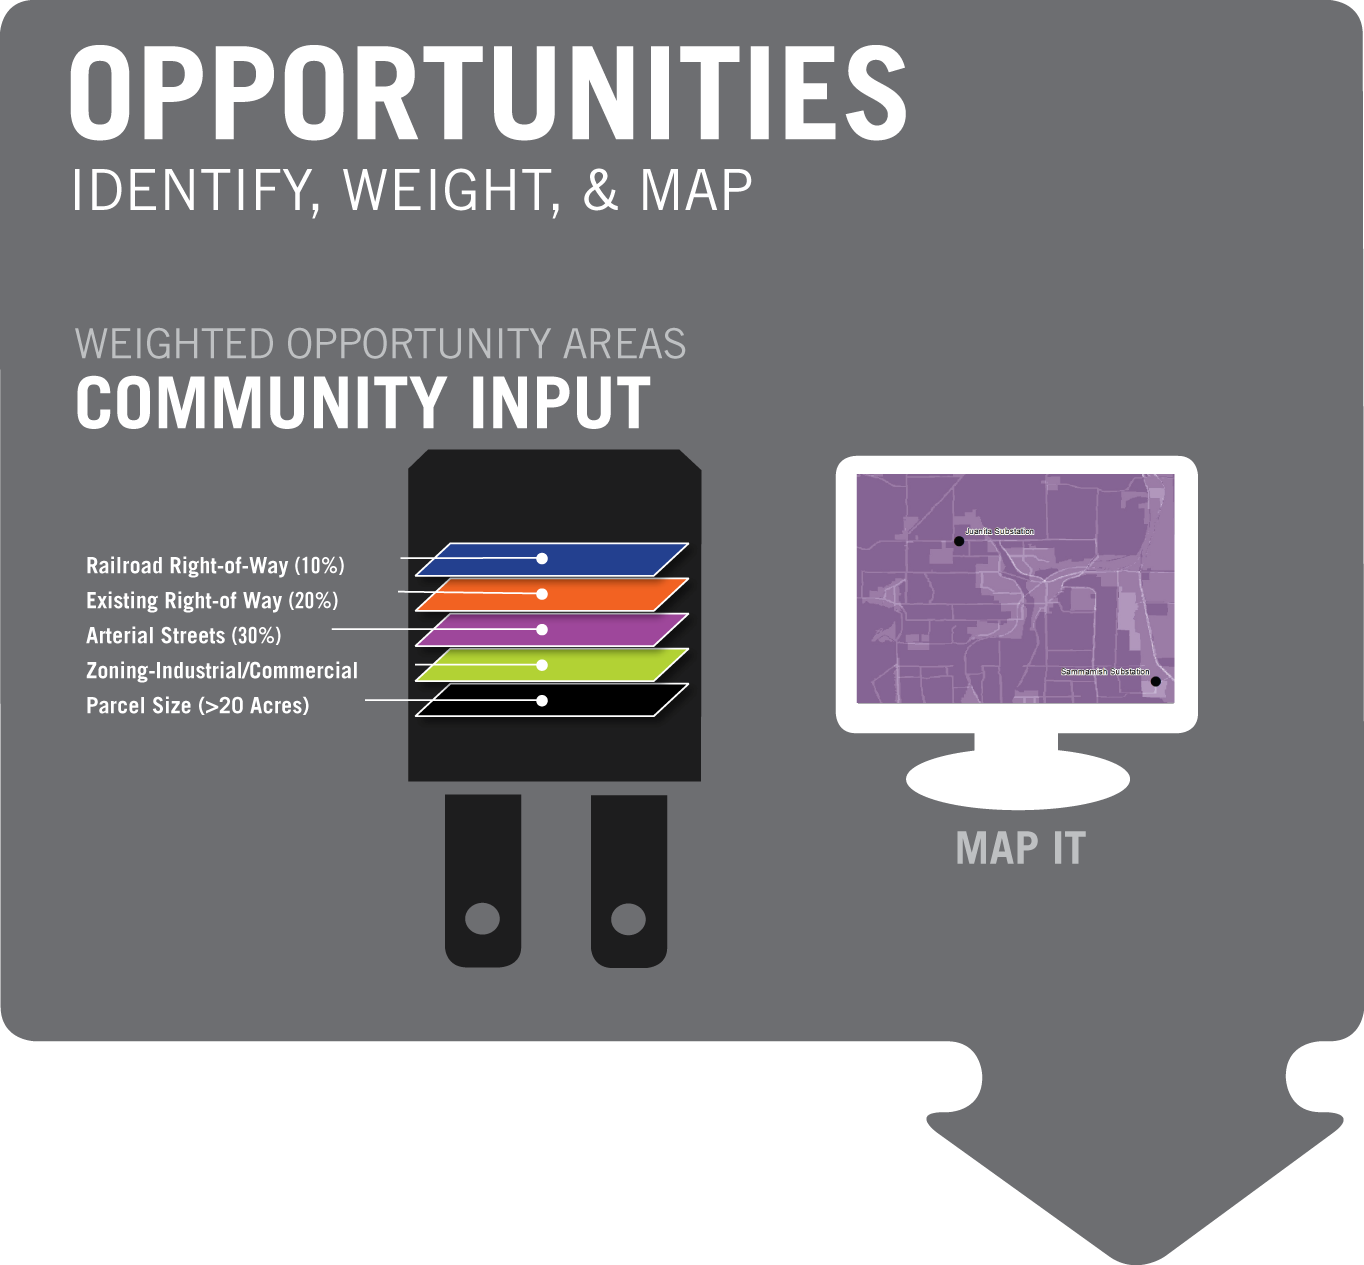 OPPORTUNITIES
IDENTIFY, WEIGHT, & MAP
WEIGHTED OPPORTUNITY AREAS
COMMUNITY INPUT
Railroad Right-of-Way (10%)
Existing Right-of Way (20%)
Arterial Streets (30%)
Zoning-Industrial/Commercial
Parcel Size (>20 Acres)
Juanita Substation
Sammamish Substation
MAP IT